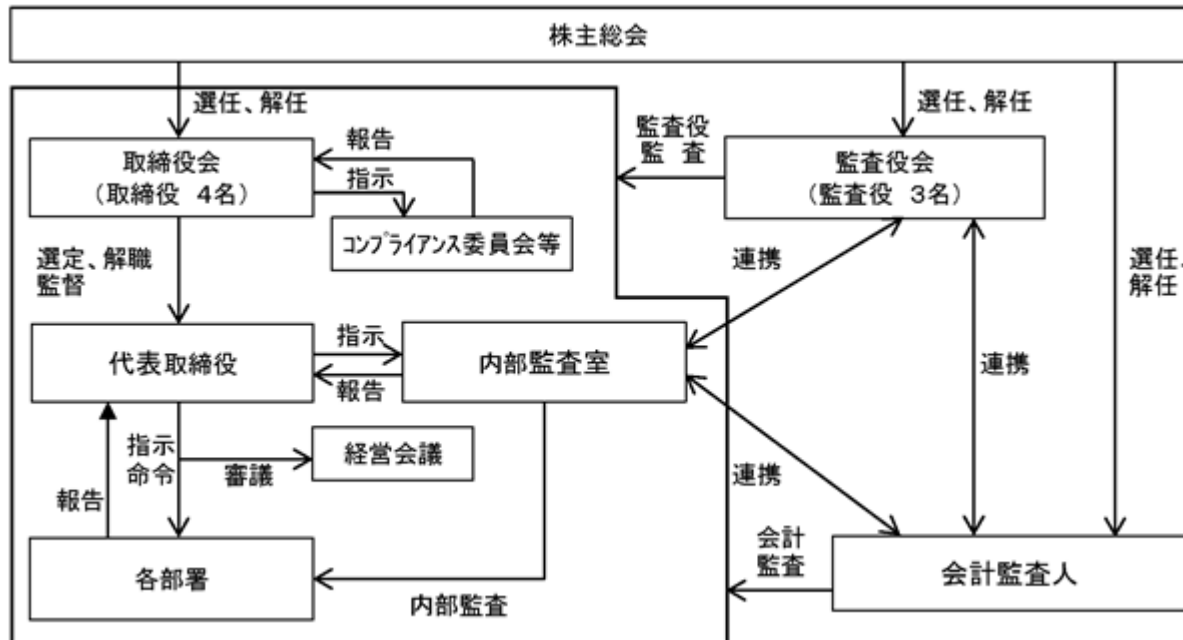 株主総会
選任、解任
選任、解任
監査役
監 査
報告
取締役会
(取締役 4名)
指示
監査役会
(監査役 3名)
コンプライアンス委員会等
選定、解職
監督
連携
選任、
解任
代表取締役
指示
報告
内部監査室
連携
指示
命令
審議
経営会議
報告
連携
各部署
内部監査
会計
監査
会計監査人